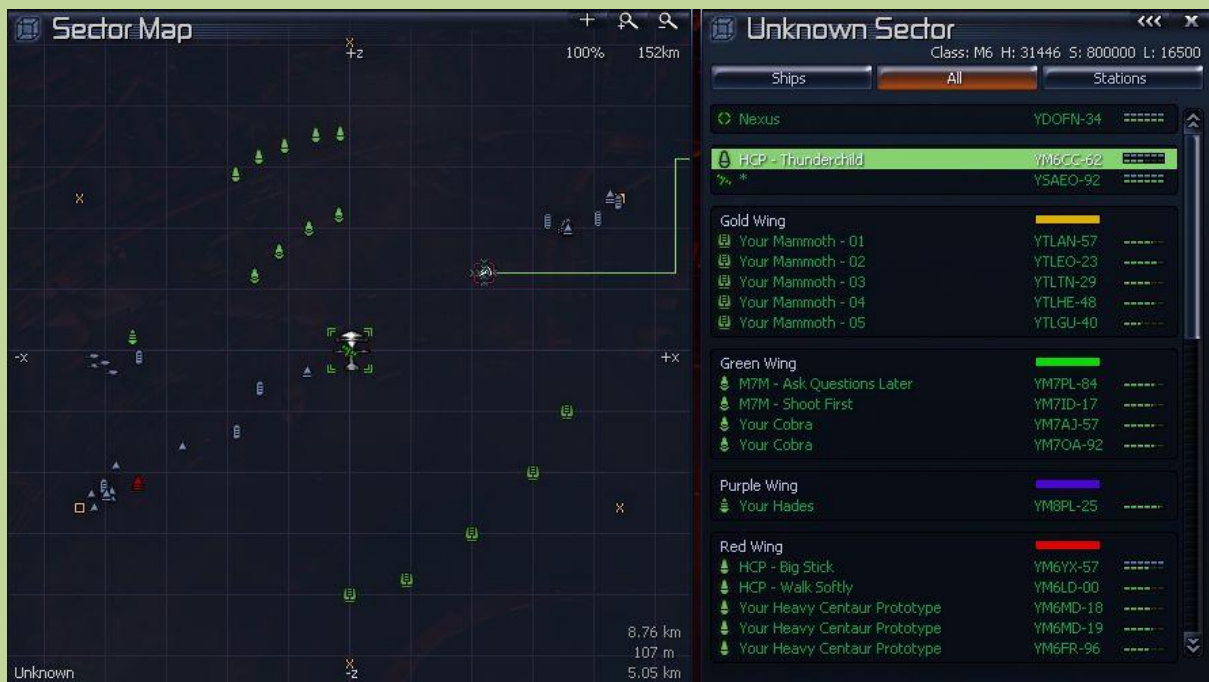 Sector Map
100% 152km
x
+z
x
-x
+x
x
x
-z
8.76 km
107 m
5.05 km
Unknown
Unknown Sector
Class: M6 H: 31446 S: 800000 L: 16500
Ships All Stations
Nexus YDOFN-34
HCP - Thunderchild YM6CC-62
* YSAEO-92
Gold Wing
Your Mammoth - 01 YTLAN-57
Your Mammoth - 02 YTLEO-23
Your Mammoth - 03 YTLTN-29
Your Mammoth - 04 YTLHE-48
Your Mammoth - 05 YTLGU-40
Green Wing
M7M - Ask Questions Later YM7PL-84
M7M - Shoot First YM7ID-17
Your Cobra YM7AJ-57
Your Cobra YM7OA-92
Purple Wing
Your Hades YM8PL-25
Red Wing
HCP - Big Stick YM6YX-57
HCP - Walk Softly YM6LD-00
Your Heavy Centaur Prototype YM6MD-18
Your Heavy Centaur Prototype YM6MD-19
Your Heavy Centaur Prototype YM6FR-96